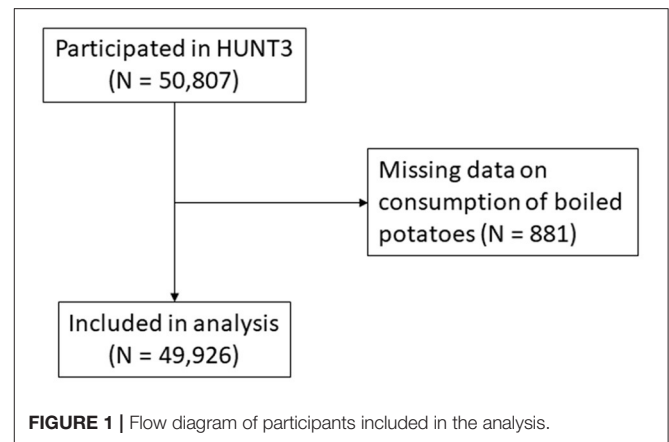 Participated in HUNT3
(N = 50,807)
Missing data on
consumption of boiled
potatoes (N = 881)
Included in analysis
(N = 49,926)
FIGURE 1 | Flow diagram of participants included in the analysis.